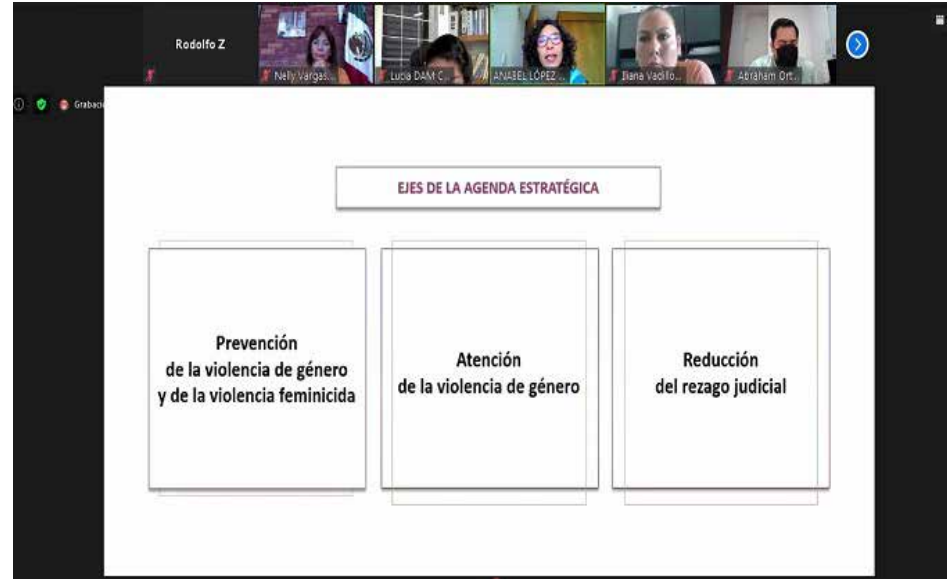 Rodolfo Z
Nelly Vargas...
Lucia DAM C...
ANABEL LÓPEZ ...
Iliana Vadillo...
Abraham Ort...
Grabació
EJES DE LA AGENDA ESTRATÉGICA
Prevención
de la violencia de género
y de la violencia feminicida
Atención
de la violencia de género
Reducción
del rezago judicial